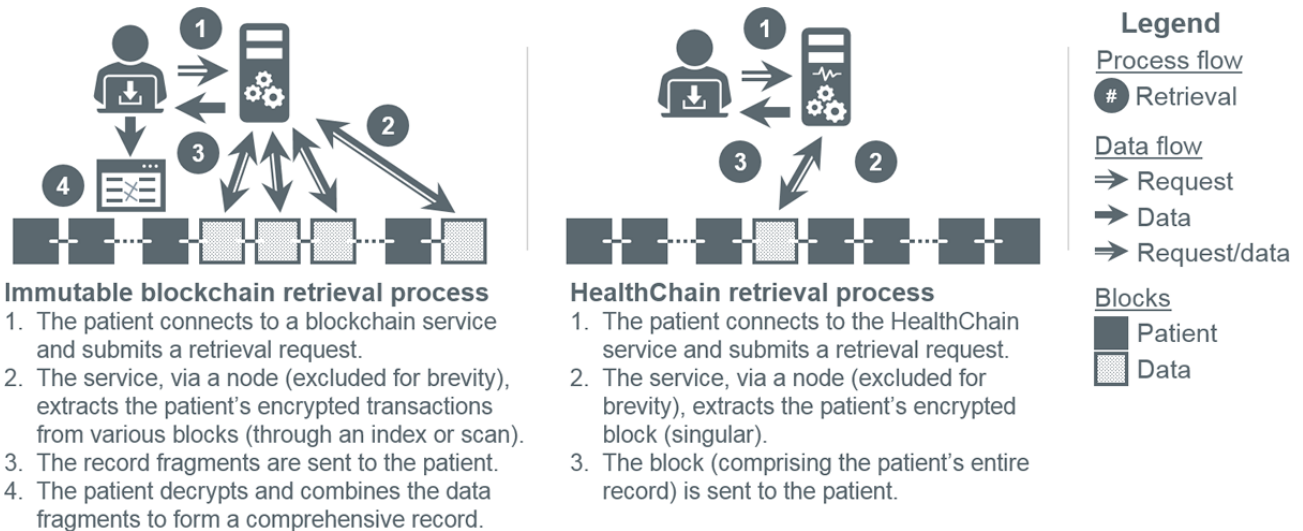 1
2
3
4
Immutable blockchain retrieval process
1. The patient connects to a blockchain service
and submits a retrieval request.
2. The service, via a node (excluded for brevity),
extracts the patient's encrypted transactions
from various blocks (through an index or scan).
3. The record fragments are sent to the patient.
4. The patient decrypts and combines the data
fragments to form a comprehensive record.
1
2
3
HealthChain retrieval process
1. The patient connects to the HealthChain
service and submits a retrieval request.
2. The service, via a node (excluded for
brevity), extracts the patient's encrypted
block (singular).
3. The block (comprising the patient's entire
record) is sent to the patient.
Legend
Process flow
# Retrieval
Data flow
Request
Data
Request/data
Blocks
Patient
Data